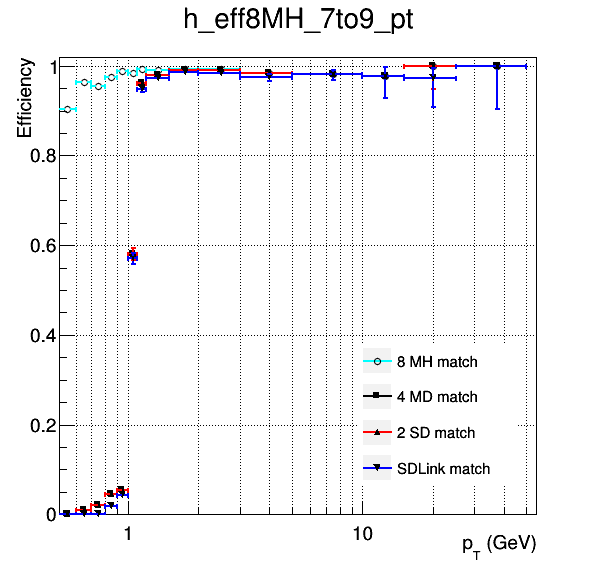 h_eff8MH_7to9_pt
Efficiency
1
0.8
0.6
0.4
0.2
0
8 MH match
4 MD match
2 SD match
SDLink match
1
10
p_T (GeV)